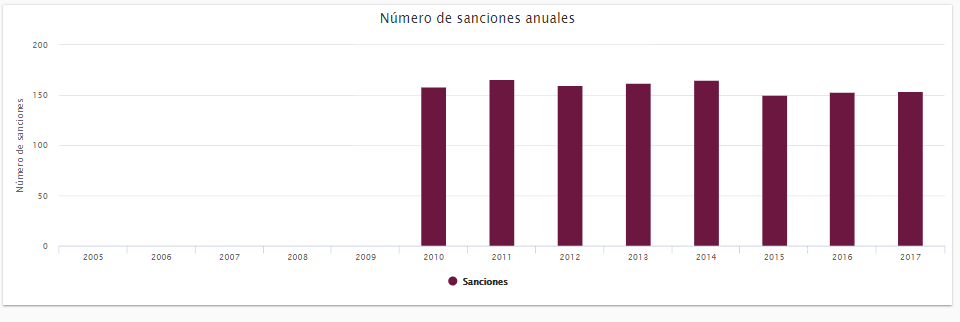 Número de sanciones anuales
200
150
100
50
0
Número de sanciones
2005 2006 2007 2008 2009 2010 2011 2012 2013 2014 2015 2016 2017
Sanciones